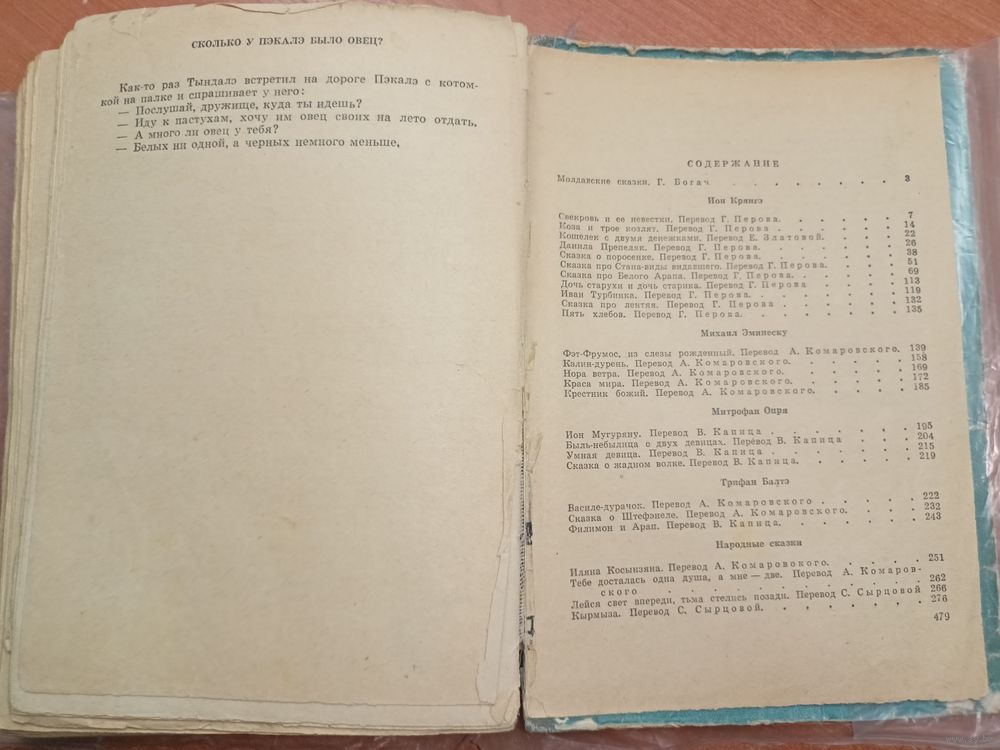 СКОЛЬКО У ПЭКАЛЭ БЫЛО ОВЕЦ?
Как-то раз Тындалэ встретил на дороге Пэкалэ с котом-
кой на палке и спрашивает у него:
— Послушай, дружище, куда ты идешь?
— Иду к пастухам, хочу им овец своих на лето отдать.
— А много ли овец у тебя?
— Белых ни одной, а черных немного меньше.
СОДЕРЖАНИЕ
Молдавские сказки. Г. Богач . . . . . . . . 3
Ион Крянгэ
Свекровь и ее невестки. Перевод Г. Перова. . . . . . 7
Коза и трое козлят. Перевод Г. Перова . . . . . . 14
Кошелек с двумя денежками. Перевод Е. Златовой. . . . 22
Данила Препеляк. Перевод Г. Перова. . . . . . 26
Сказка о поросенке. Перевод Г. Перова. . . . . . 38
Сказка про Стана-виды видавшего. Перевод Г. Перова. . . . 51
Сказка про Белого Арапа. Перевод Г. Перова. . . . . 69
Дочь старухи и дочь старика. Перевод Г. Перова . . . 113
Иван Турбинка. Перевод Г. Перова. . . . . . . 119
Сказка про лентяя. Перевод Г. Перова . . . . . . 132
Пять хлебов. Перевод Г. Перова. . . . . . . 135
Михаил Эминеску
Фэт-Фрумос, из слезы рожденный. Перевод А. Комаровского. 139
Кэлин-дурень. Перевод А. Комаровского. . . . . 158
Нора ветра. Перевод А. Комаровского. . . . . 169
Краса мира. Перевод А. Комаровского. . . . . 172
Крестник божий. Перевод А. Комаровского. . . . . 185
Митрофан Опря
Ион Мугуряну. Перевод В. Капица . . . . . . . 195
Быль-небылица о двух девицах. Перевод В. Капица . . . 204
Умная девица. Перевод В. Капица . . . . . . . 215
Сказка о жадном волке. Перевод В. Капица. . . . . . 219
Трифан Балтэ
Василе-дурачок. Перевод А. Комаровского . . . . . 222
Сказка о Штефэнеле. Перевод А. Комаровского. . . . 232
Филимон и Арап. Перевод В. Капица. . . . . . 243
Народные сказки
Иляна Косынзяна. Перевод А. Комаровокого. . . . . 251
Тебе досталась одна душа, а мне — две. Перевод А. Комаров-
ского . . . . . . . . . . . . . 262
Лейся свет впереди, тьма стелись позади. Перевод С. Сырцовой 266
Кырмыза. Перевод С. Сырцовой. . . . . . . . 276
479